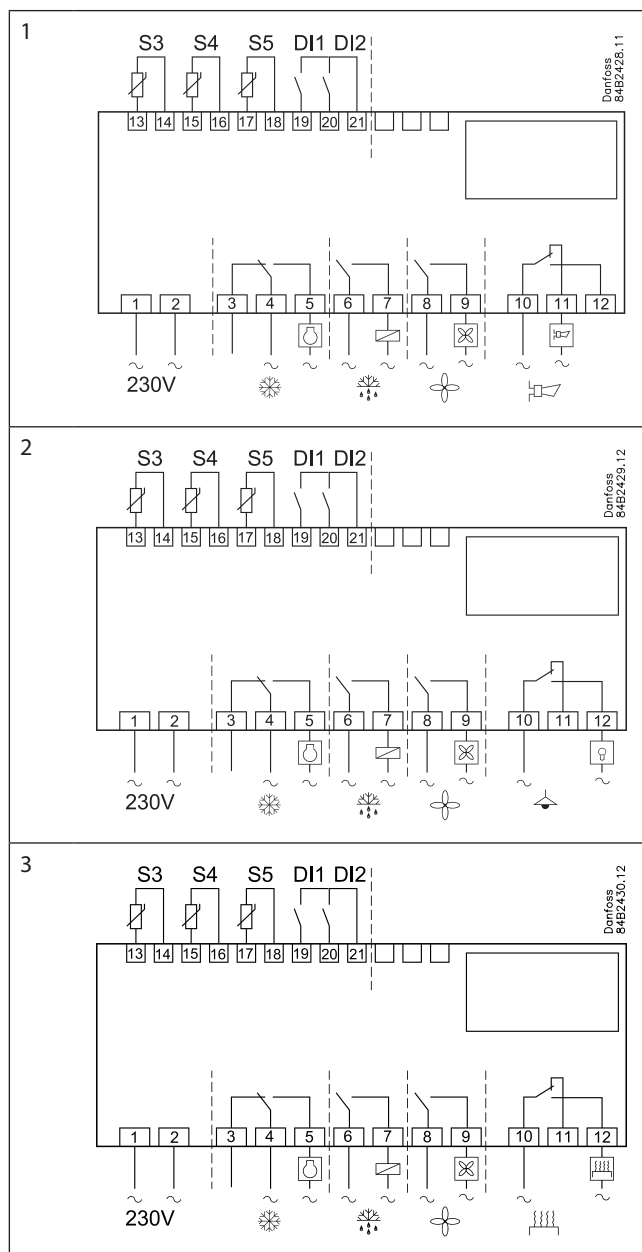 1
S3 S4 S5 DI1 DI2
Danfoss
84B2428.11
13 14 15 16 17 18 19 20 21
1 2 3 4 5 6 7 8 9 10 11 12
230V
2
S3 S4 S5 DI1 DI2
Danfoss
84B2429.12
13 14 15 16 17 18 19 20 21
1 2 3 4 5 6 7 8 9 10 11 12
230V
3
S3 S4 S5 DI1 DI2
Danfoss
84B2430.12
13 14 15 16 17 18 19 20 21
1 2 3 4 5 6 7 8 9 10 11 12
230V